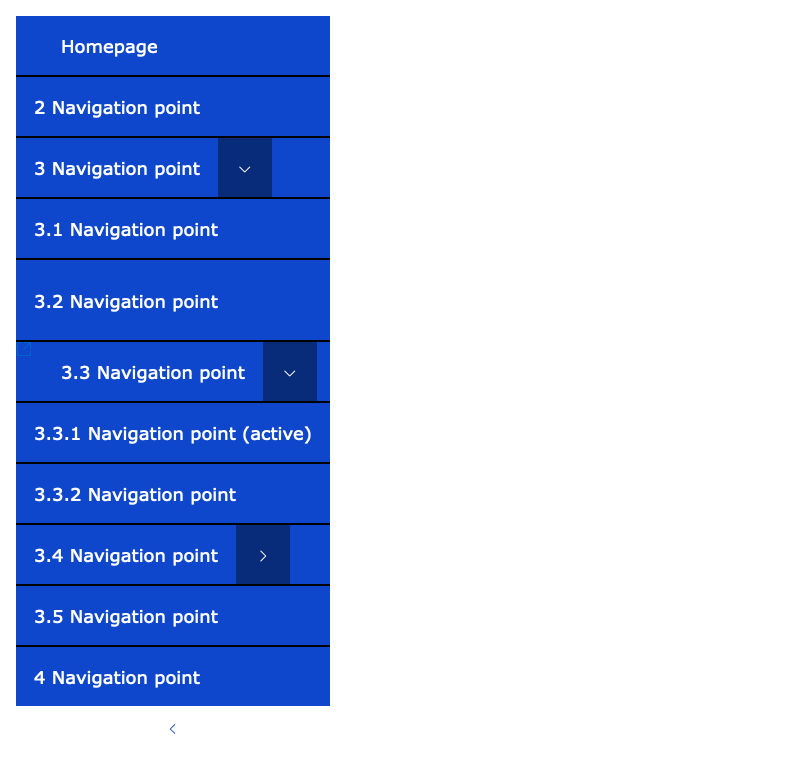 Homepage
2 Navigation point
3 Navigation point
3.1 Navigation point
3.2 Navigation point
3.3 Navigation point
3.3.1 Navigation point (active)
3.3.2 Navigation point
3.4 Navigation point
3.5 Navigation point
4 Navigation point